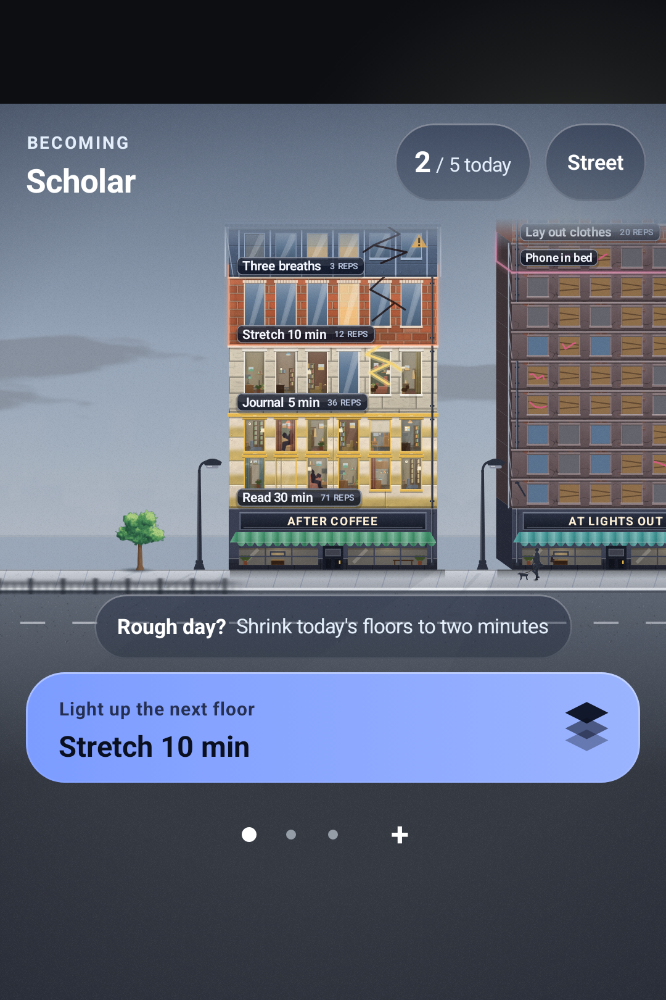 BECOMING
Scholar
2 / 5 today
Street
Three breaths 3 REPS
Stretch 10 min 12 REPS
Journal 5 min 36 REPS
Read 30 min 71 REPS
AFTER COFFEE
Lay out clothes 20 REPS
Phone in bed
AT LIGHTS OUT
Rough day? Shrink today's floors to two minutes
Light up the next floor
Stretch 10 min